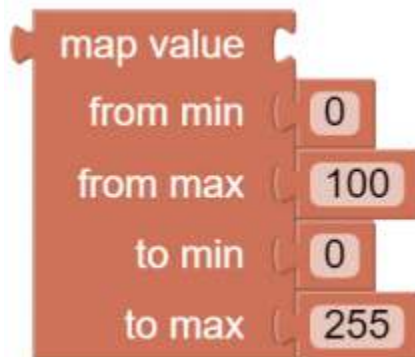 map value
from min 0
from max 100
to min 0
to max 255